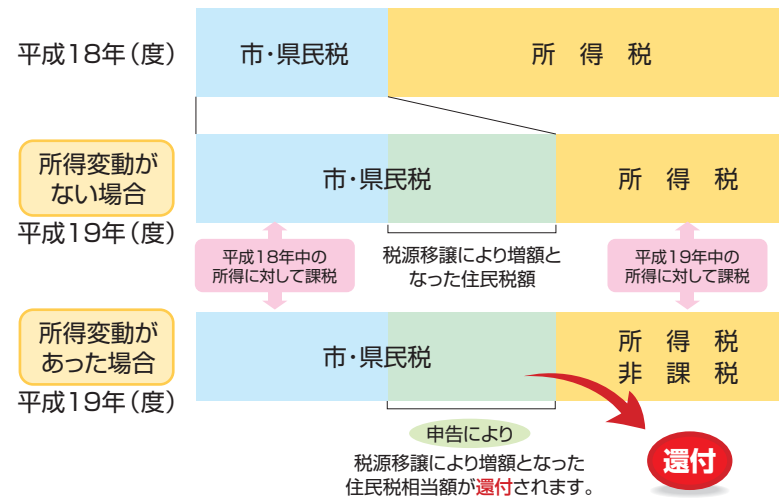 平成18年（度）
市・県民税
所得税
所得変動が
ない場合
平成19年（度）
市・県民税
所得税
平成18年中の
所得に対して課税
税源移譲により増額と
なった住民税額
平成19年中の
所得に対して課税
所得変動が
あった場合
平成19年（度）
市・県民税
所得税
非課税
申告により
税源移譲により増額となった
住民税相当額が還付されます。
還付